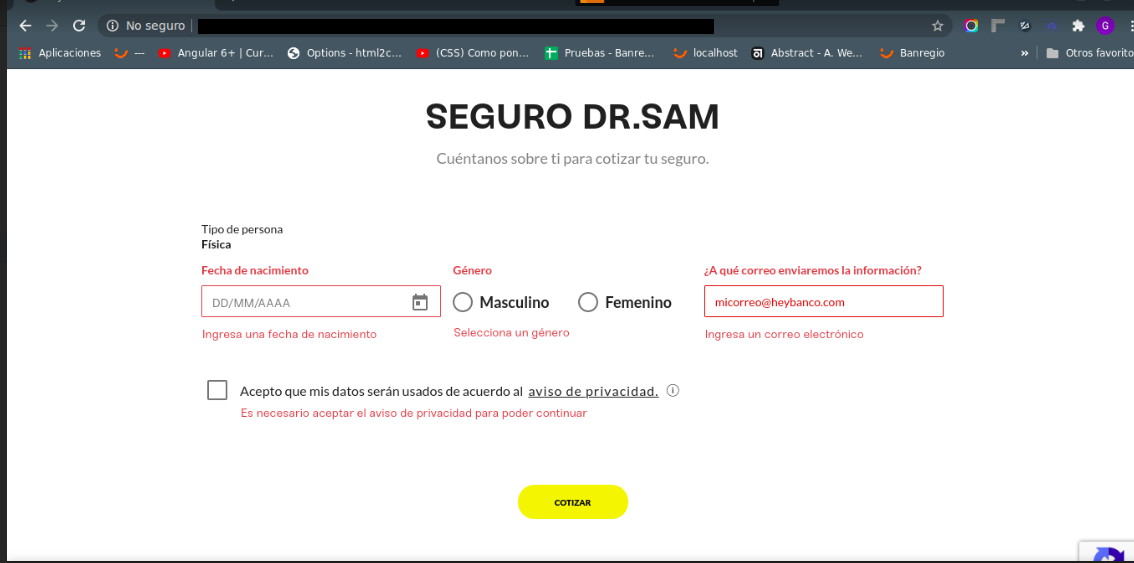 No seguro
Aplicaciones --- Angular 6+ | Cur... Options - html2c... (CSS) Como pon... Pruebas - Banre... localhost Abstract - A. We... Banregio » Otros favorito
SEGURO DR.SAM
Cuéntanos sobre ti para cotizar tu seguro.
Tipo de persona
Física
Fecha de nacimiento Género ¿A qué correo enviaremos la información?
DD/MM/AAAA Masculino Femenino micorreo@heybanco.com
Ingresa una fecha de nacimiento Selecciona un género Ingresa un correo electrónico
Acepto que mis datos serán usados de acuerdo al aviso de privacidad.
Es necesario aceptar el aviso de privacidad para poder continuar
COTIZAR